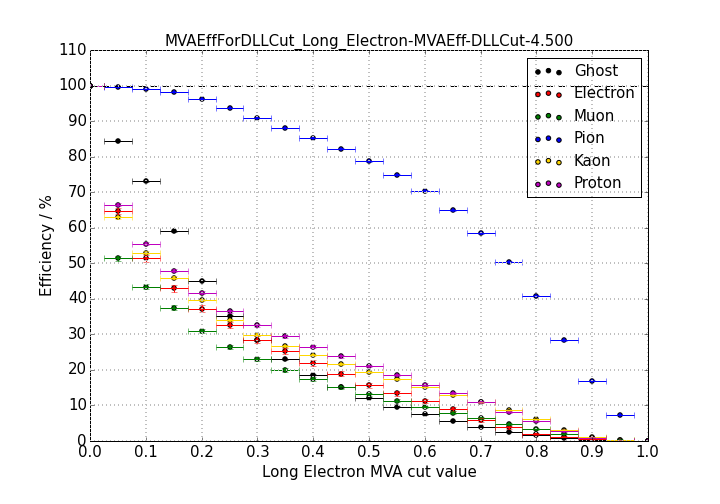 MVAEffForDLLCut_Long_Electron-MVAEff-DLLCut-4.500
110
100
90
80
70
60
50
40
30
20
10
0
Efficiency / %
Ghost
Electron
Muon
Pion
Kaon
Proton
0.0 0.1 0.2 0.3 0.4 0.5 0.6 0.7 0.8 0.9 1.0
Long Electron MVA cut value